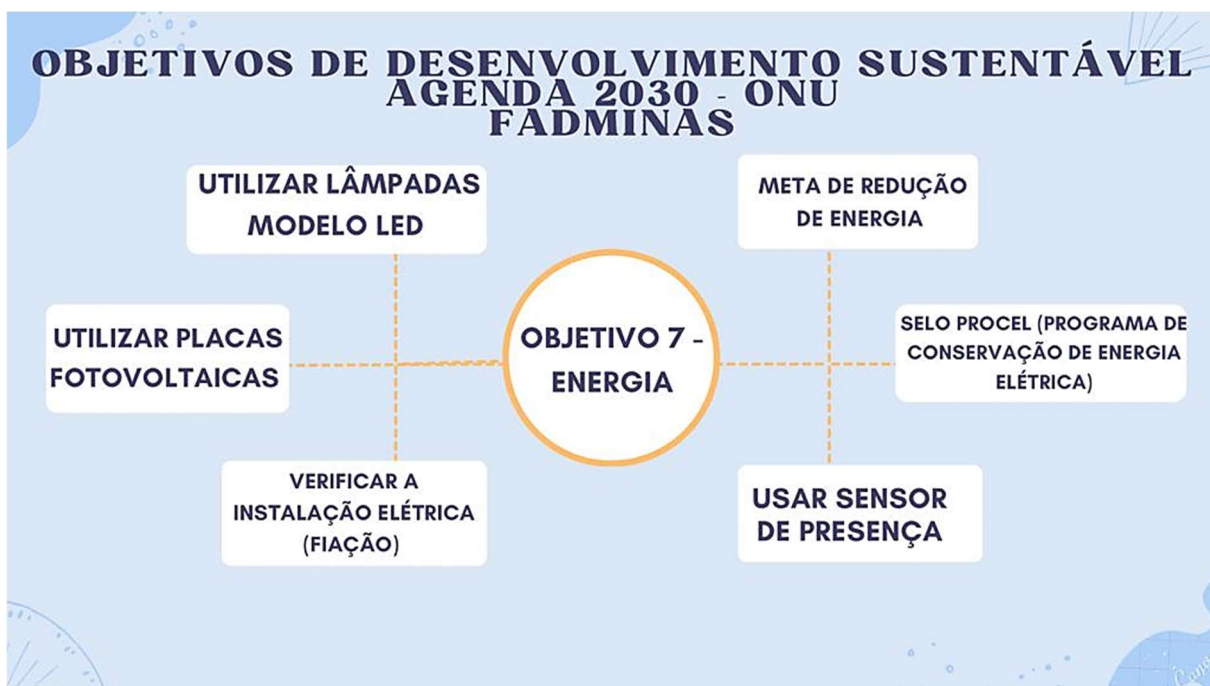 OBJETIVOS DE DESENVOLVIMENTO SUSTENTÁVEL
AGENDA 2030 - ONU
FADMINAS
UTILIZAR LÂMPADAS
MODELO LED
META DE REDUÇÃO
DE ENERGIA
UTILIZAR PLACAS
FOTOVOLTAICAS
OBJETIVO 7 -
ENERGIA
SELO PROCEL (PROGRAMA DE
CONSERVAÇÃO DE ENERGIA
ELÉTRICA)
VERIFICAR A
INSTALAÇÃO ELÉTRICA
(FIAÇÃO)
USAR SENSOR
DE PRESENÇA